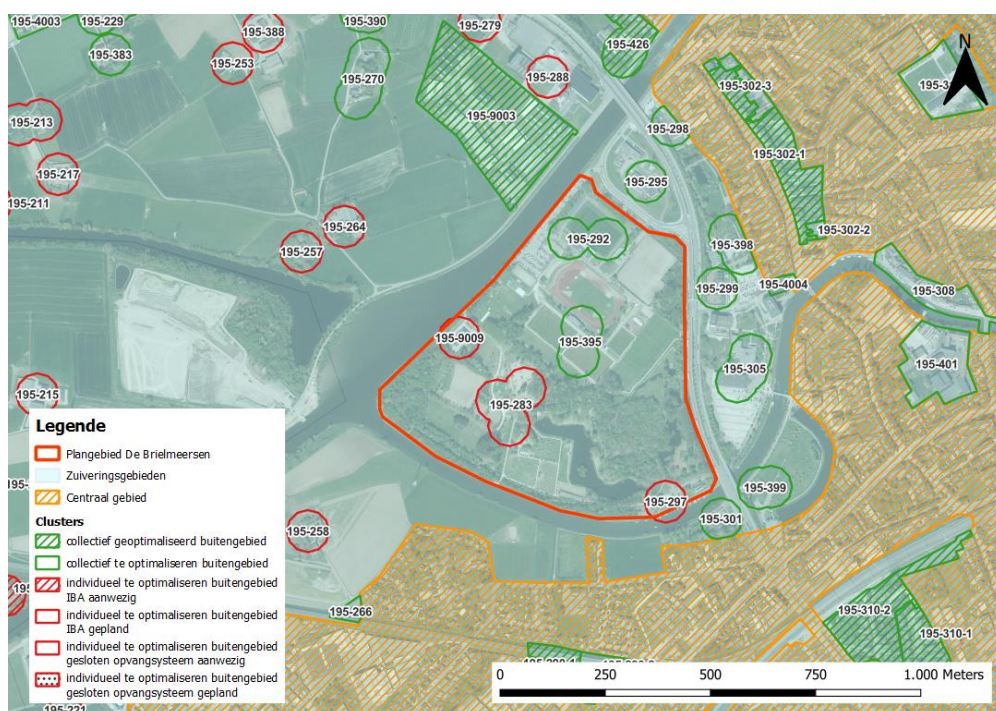 195-4003
195-229
195-390
195-279
195-388
195-383
195-253
195-270
195-288
195-426
N
195-302-3
195-213
195-9003
195-298
195-302-1
195-217
195-295
195-211
195-264
195-302-2
195-257
195-292
195-398
195-299
195-4004
195-308
195-9009
195-395
195-401
195-305
195-215
195-283
195-399
195-297
195-301
195-258
195-266
195-310-2
195-310-1
Legende
Plangebied De Brielmeersen
Zuiveringsgebieden
Centraal gebied
Clusters
collectief geoptimaliseerd buitengebied
collectief te optimaliseren buitengebied
individueel te optimaliseren buitengebied
IBA aanwezig
individueel te optimaliseren buitengebied
IBA gepland
individueel te optimaliseren buitengebied
gesloten opvangsysteem aanwezig
individueel te optimaliseren buitengebied
gesloten opvangsysteem gepland
0 250 500 750 1.000 Meters